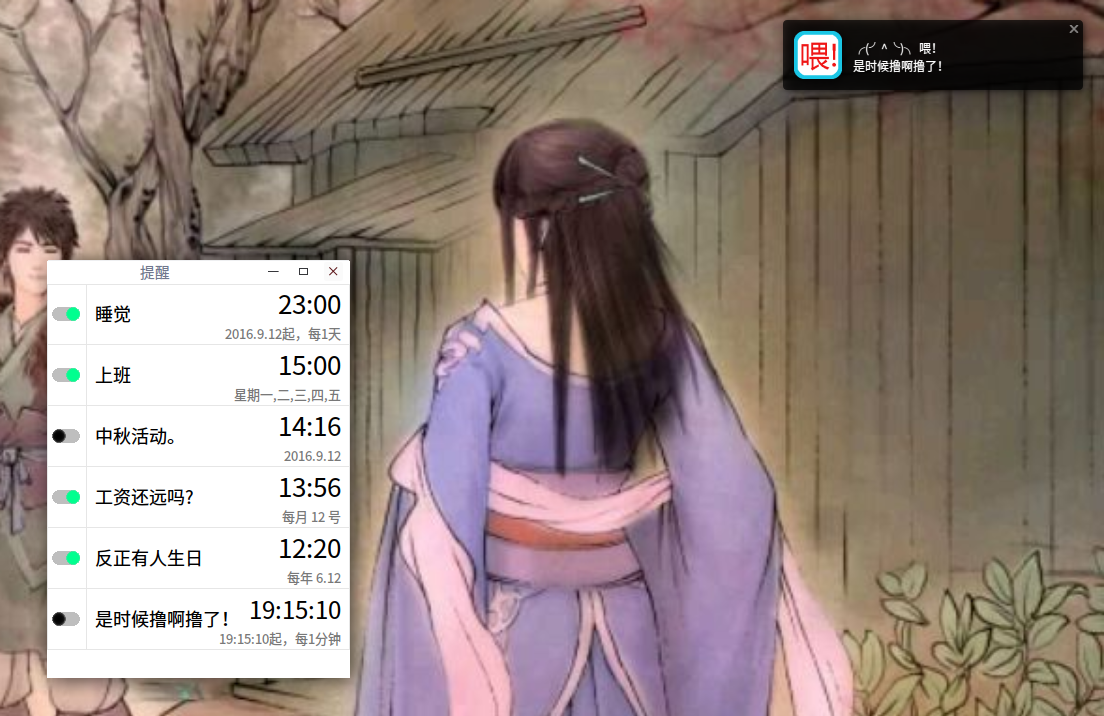 喂!
╭(╯^╰)╮ 喂!
是时候撸啊撸了!
提醒
睡觉 23:00
2016.9.12起，每1天
上班 15:00
星期一,二,三,四,五
中秋活动。 14:16
2016.9.12
工资还远吗? 13:56
每月 12 号
反正有人生日 12:20
每年 6.12
是时候撸啊撸了! 19:15:10
19:15:10起，每1分钟